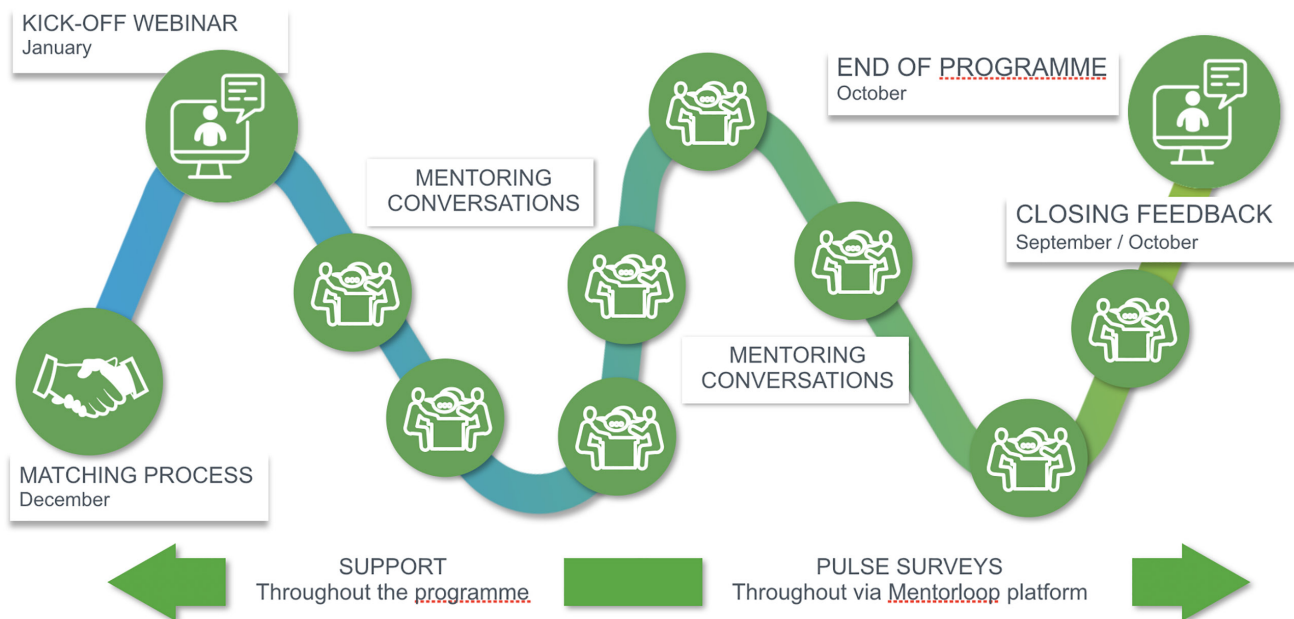 KICK-OFF WEBINAR
January
END OF PROGRAMME
October
MENTORING
CONVERSATIONS
CLOSING FEEDBACK
September / October
MENTORING
CONVERSATIONS
MATCHING PROCESS
December
SUPPORT
Throughout the programme
PULSE SURVEYS
Throughout via Mentorloop platform